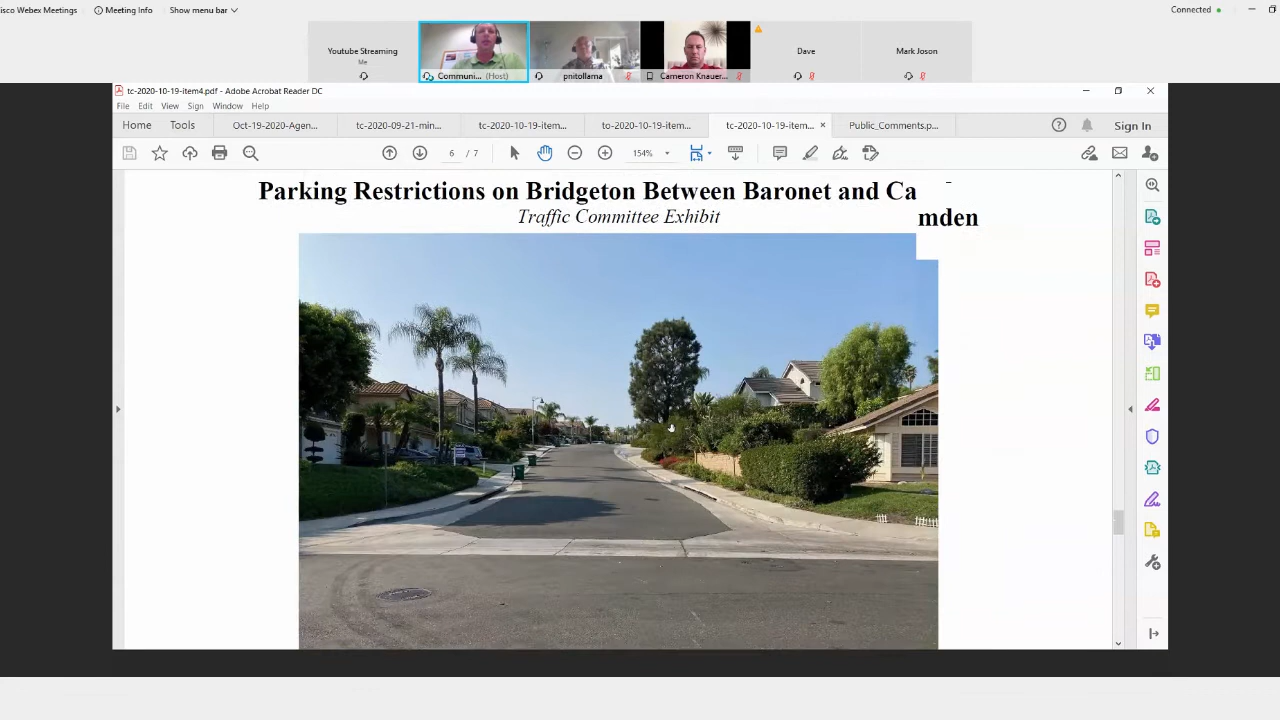 isco Webex Meetings
Meeting Info
Show menu bar
Connected
Youtube Streaming
Me
Communi... (Host)
pnitollama
Cameron Knauer...
Dave
Mark Joson
tc-2020-10-19-item4.pdf - Adobe Acrobat Reader DC
File Edit View Sign Window Help
Home Tools Oct-19-2020-Agen... tc-2020-09-21-min... tc-2020-10-19-item... to-2020-10-19-item... tc-2020-10-19-item... × Public_Comments.p... Sign In
6 / 7 154%
Parking Restrictions on Bridgeton Between Baronet and Ca
mden
Traffic Committee Exhibit